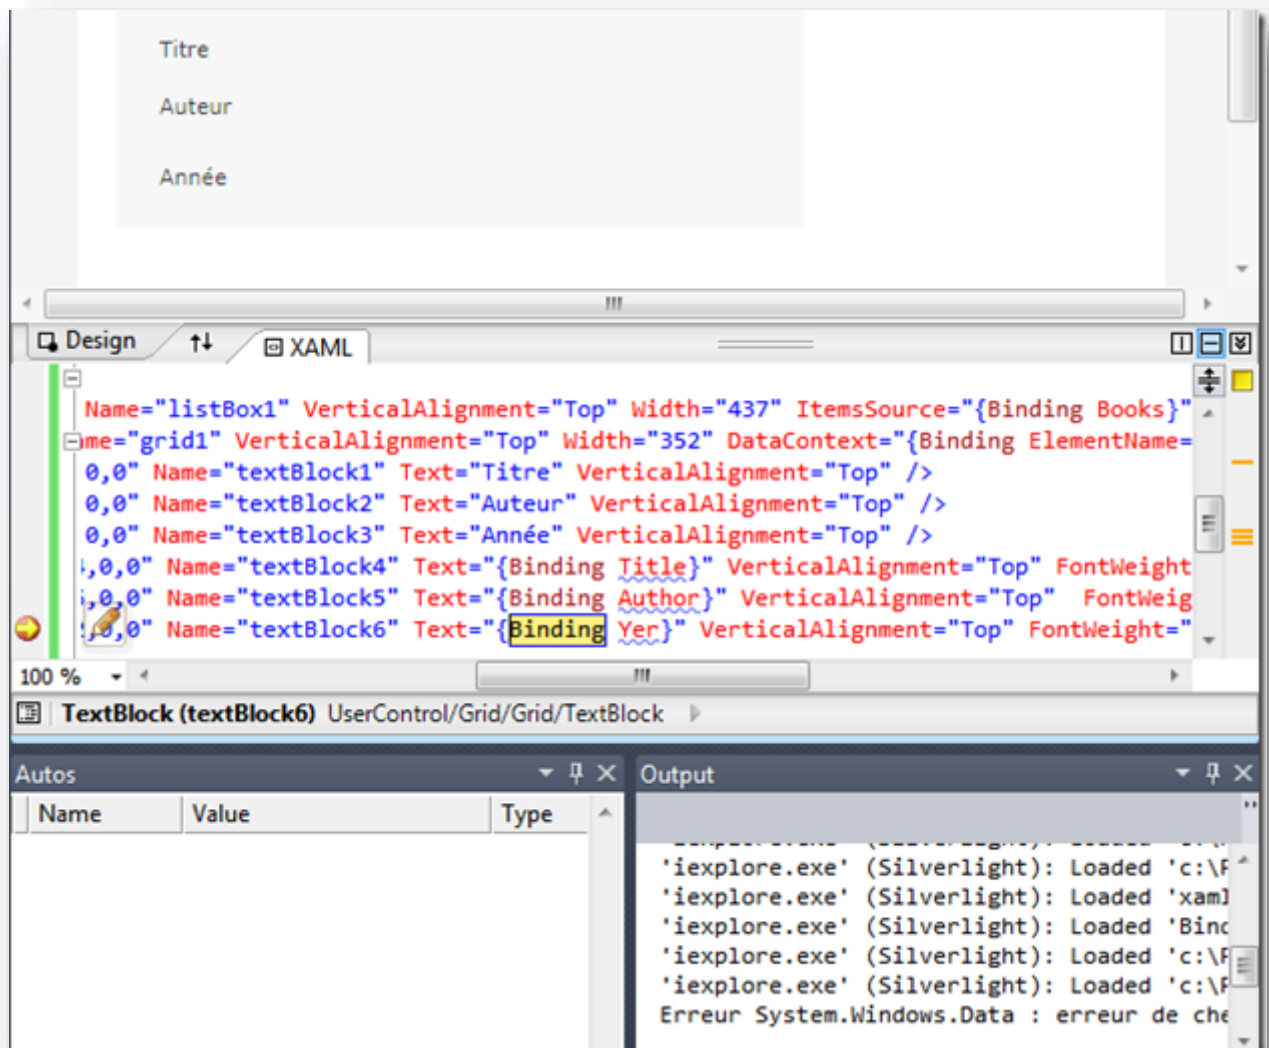 Titre
Auteur
Année
Design
XAML
Name="listBox1" VerticalAlignment="Top" Width="437" ItemsSource="{Binding Books}"
me="grid1" VerticalAlignment="Top" Width="352" DataContext="{Binding ElementName=
0,0" Name="textBlock1" Text="Titre" VerticalAlignment="Top" />
0,0" Name="textBlock2" Text="Auteur" VerticalAlignment="Top" />
0,0" Name="textBlock3" Text="Année" VerticalAlignment="Top" />
,0,0" Name="textBlock4" Text="{Binding Title}" VerticalAlignment="Top" FontWeight
,0,0" Name="textBlock5" Text="{Binding Author}" VerticalAlignment="Top" FontWeig
,0" Name="textBlock6" Text="{Binding Yer}" VerticalAlignment="Top" FontWeight="
100 %
TextBlock (textBlock6) UserControl/Grid/Grid/TextBlock
Autos
Name Value Type
Output
'iexplore.exe' (Silverlight): Loaded 'c:\
'iexplore.exe' (Silverlight): Loaded 'xaml
'iexplore.exe' (Silverlight): Loaded 'Bind
'iexplore.exe' (Silverlight): Loaded 'c:\
'iexplore.exe' (Silverlight): Loaded 'c:\
Erreur System.Windows.Data : erreur de che